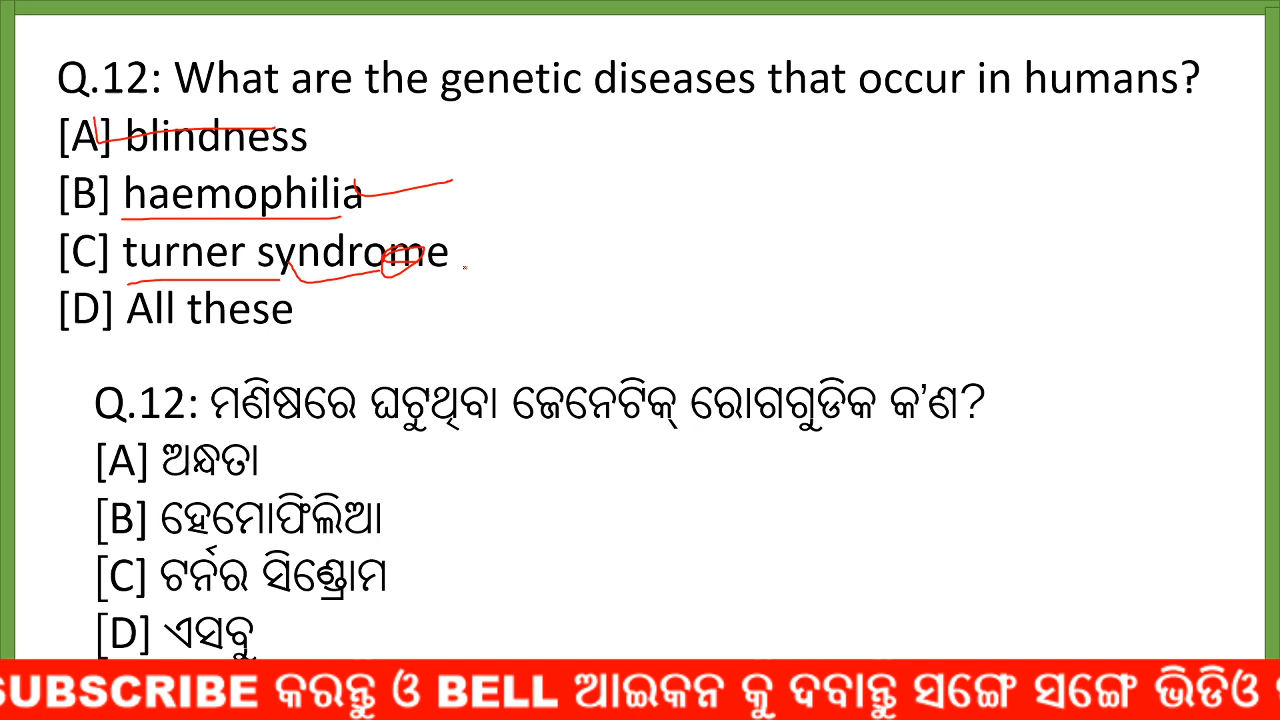 Q.12: What are the genetic diseases that occur in humans?
[A] blindness
[B] haemophilia
[C] turner syndrome
[D] All these
Q.12: ମଣିଷରେ ଘଟୁଥିବା ଜେନେଟିକ୍ ରୋଗଗୁଡିକ କ'ଣ?
[A] ଅନ୍ଧତା
[B] ହେମୋଫିଲିଆ
[C] ଟର୍ନର ସିଣ୍ଡ୍ରୋମ
[D] ଏସବୁ
SUBSCRIBE କରନ୍ତୁ ଓ BELL ଆଇକନ କୁ ଦବାନ୍ତୁ ସଙ୍ଗେ ସଙ୍ଗେ ଭିଡିଓ